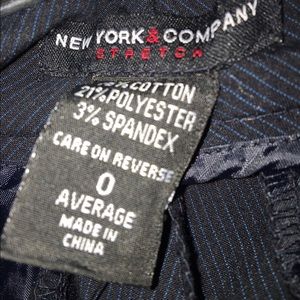 NEW YORK & COMPANY
STRETCH
COTTON
21% POLYESTER
3% SPANDEX
CARE ON REVERSE
0
AVERAGE
MADE IN
CHINA